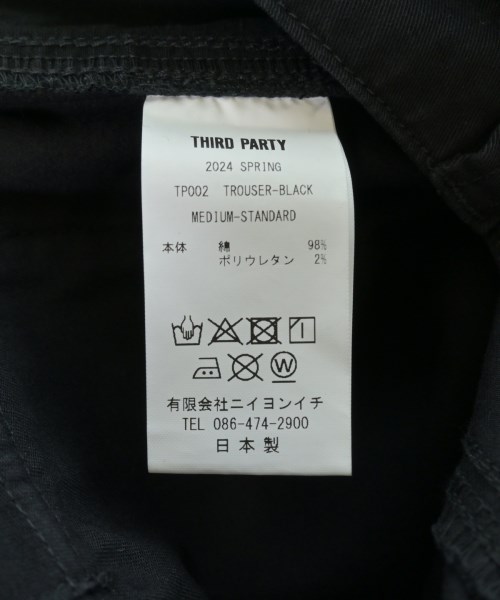 THIRD PARTY
2024 SPRING
TP002 TROUSER-BLACK
MEDIUM-STANDARD
本体 綿 98%
ポリウレタン 2%
W
有限会社ニイヨンイチ
TEL 086-474-2900
日本製